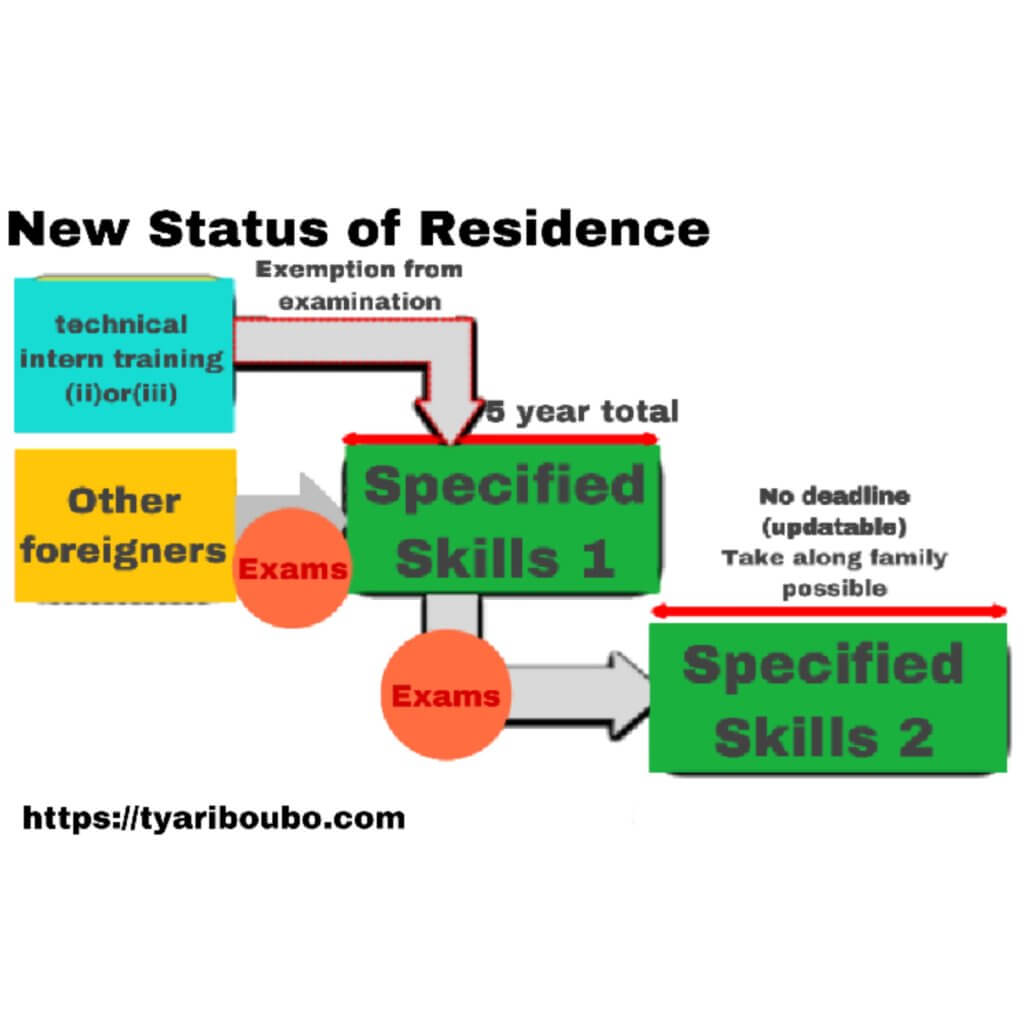 New Status of Residence
Exemption from
examination
technical
intern training
(ii)or(iii)
5 year total
Other
foreigners
Exams
Specified
Skills 1
No deadline
(updatable)
Take along family
possible
Exams
Specified
Skills 2
https://tyariboubo.com